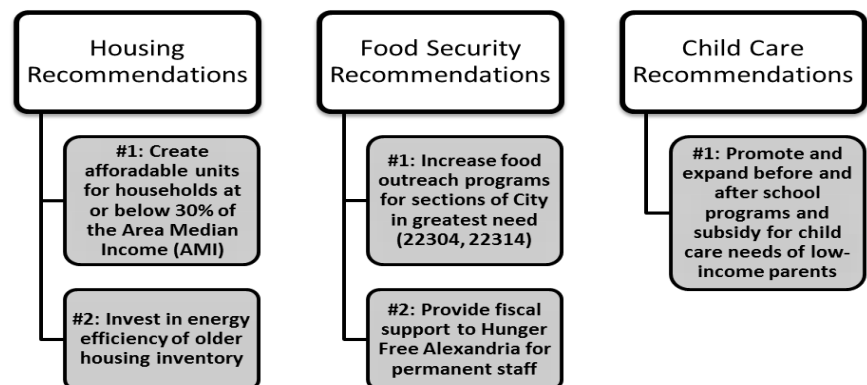 Housing
Recommendations
#1: Create
afforadable units
for households at
or below 30% of
the Area Median
Income (AMI)
#2: Invest in energy
efficiency of older
housing inventory
Food Security
Recommendations
#1: Increase food
outreach programs
for sections of City
in greatest need
(22304, 22314)
#2: Provide fiscal
support to Hunger
Free Alexandria for
permanent staff
Child Care
Recommendations
#1: Promote and
expand before and
after school
programs and
subsidy for child
care needs of low-
income parents